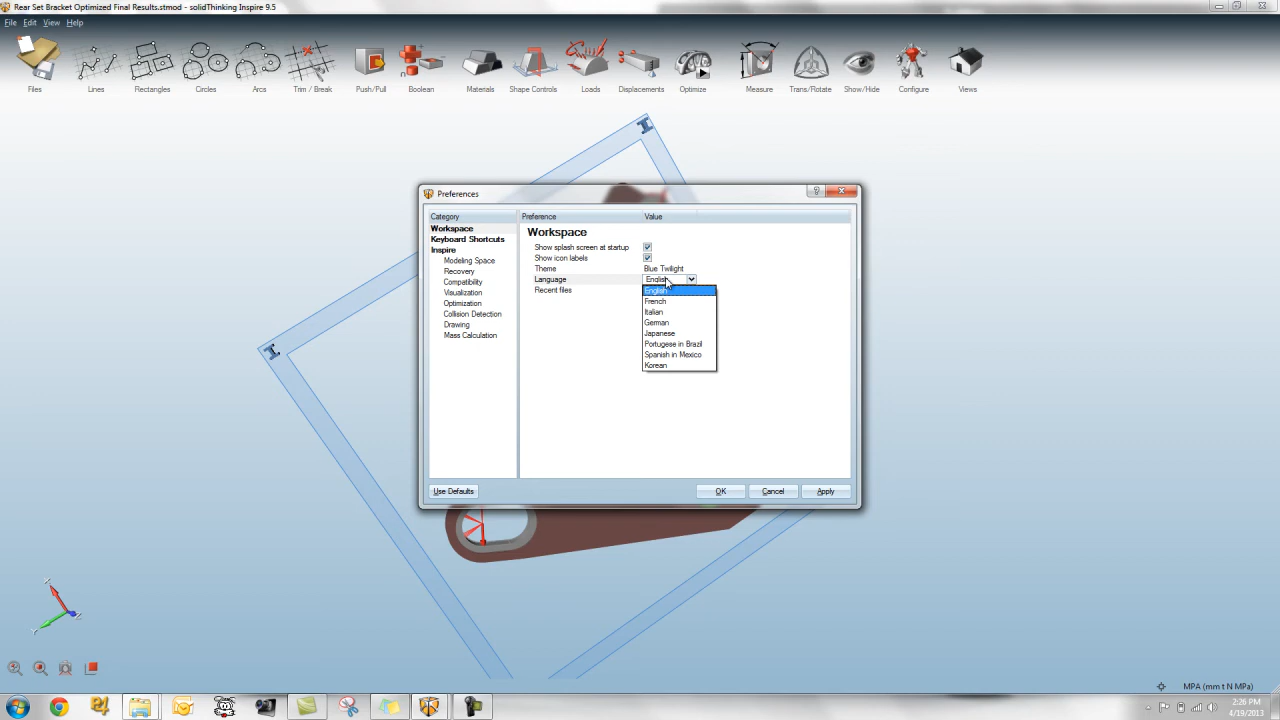 Rear Set Bracket Optimized Final Results.stmod - solidThinking Inspire 9.5
File Edit View Help
Files Lines Rectangles Circles Arcs Trim / Break Push/Pull Boolean Materials Shape Controls Loads Displacements Optimize Measure Trans/Rotate Show/Hide Configure Views
Preferences
Category Preference Value
Workspace
Keyboard Shortcuts
Inspire
Modeling Space
Recovery
Compatibility
Visualization
Optimization
Collision Detection
Drawing
Mass Calculation
Workspace
Show splash screen at startup
Show icon labels
Theme Blue Twilight
Language English
Recent files
English
French
Italian
German
Japanese
Portugese in Brazil
Spanish in Mexico
Korean
Use Defaults OK Cancel Apply
X
Y
Z
MPA (mm t N MPa)
2:26 PM
4/19/2013